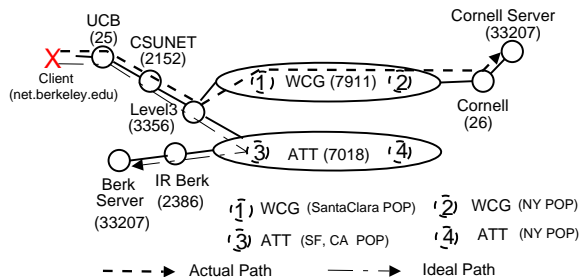 UCB
(25)
CSUNET
(2152)
Cornell Server
(33207)
X
Client
(net.berkeley.edu)
Level3
(3356)
1 WCG (7911) 2
Cornell
(26)
3 ATT (7018) 4
Berk
Server
(33207)
IR Berk
(2386)
1 WCG (SantaClara POP)
2 WCG (NY POP)
3 ATT (SF, CA POP)
4 ATT (NY POP)
Actual Path
Ideal Path